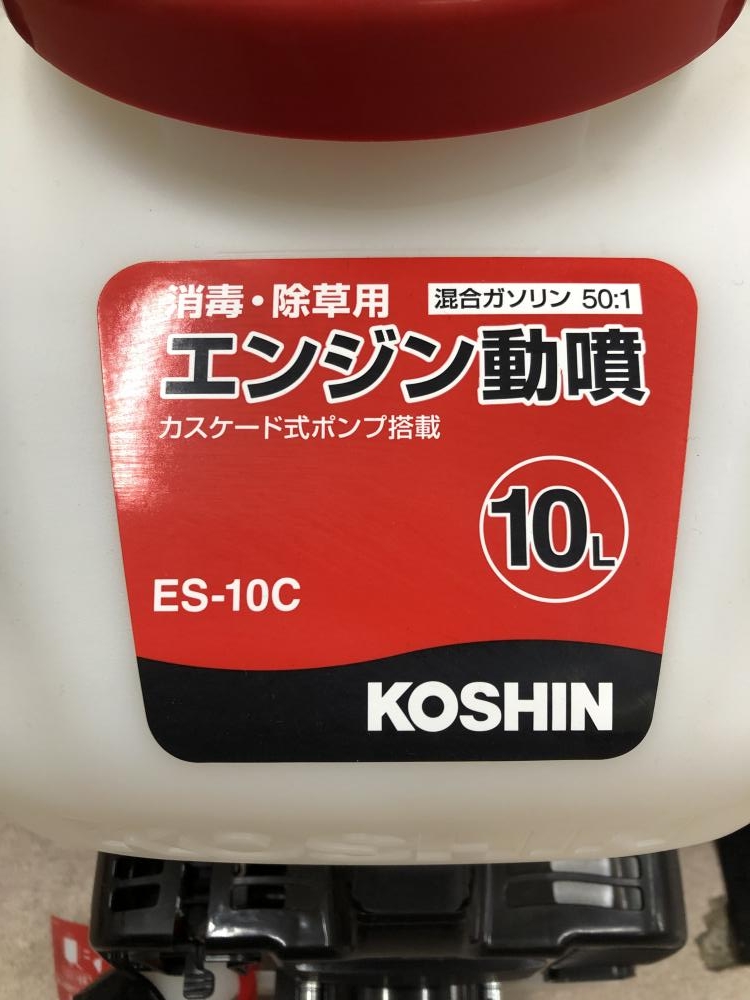 消毒・除草用 混合ガソリン 50:1
エンジン動噴
カスケード式ポンプ搭載
10L
ES-10C
KOSHIN